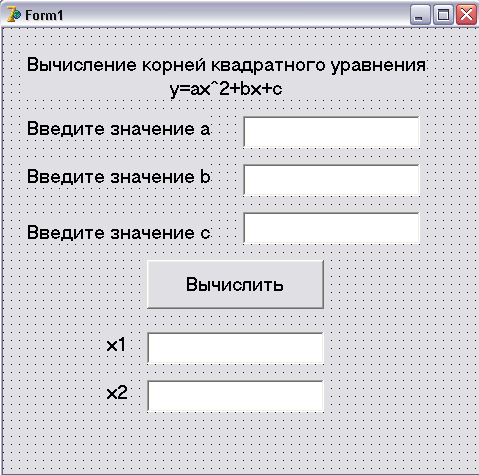 Form1
Вычисление корней квадратного уравнения
y=ax^2+bx+c
Введите значение a
Введите значение b
Введите значение c
Вычислить
x1
x2